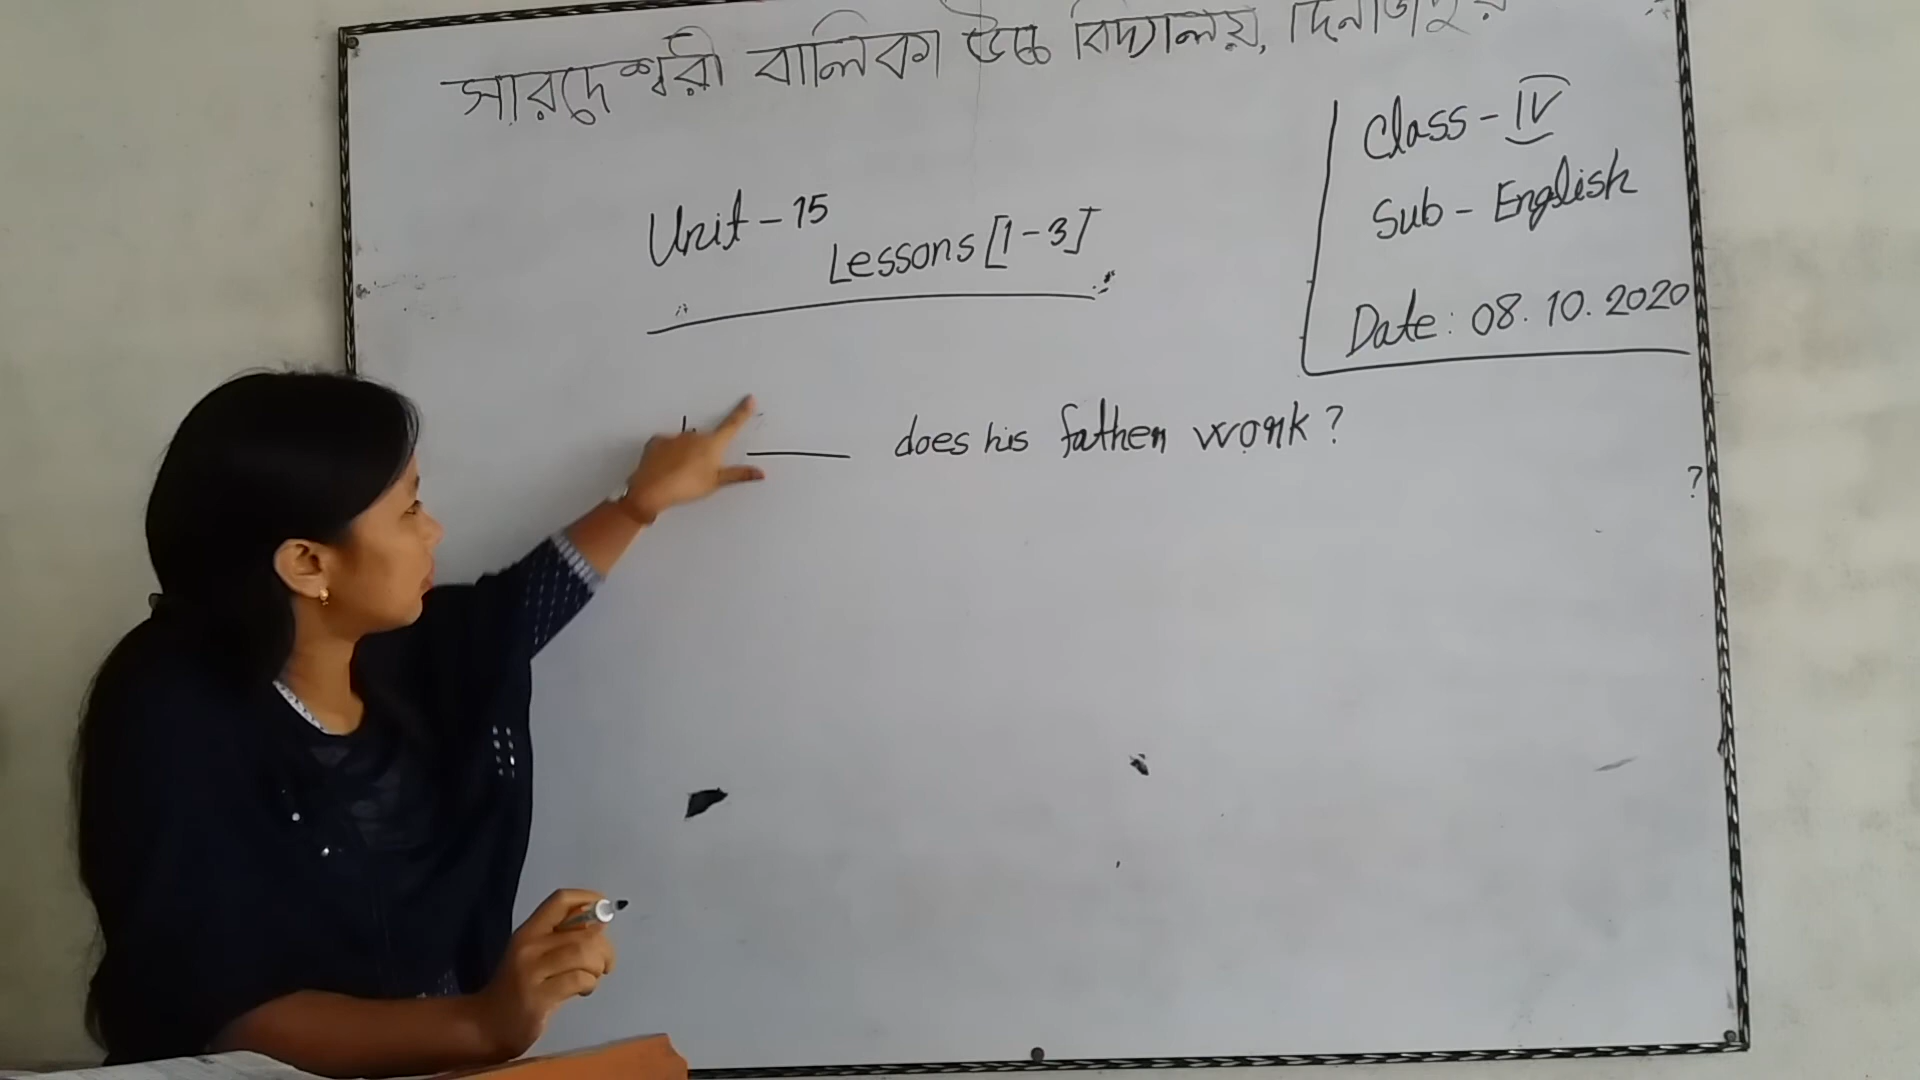 সারদেশ্বরী বালিকা উচ্চ বিদ্যালয়, দিনাজপুর
Class - IV
Sub - English
Date: 08.10.2020
Unit - 15
Lessons [1-3]
____ does his father work?
?